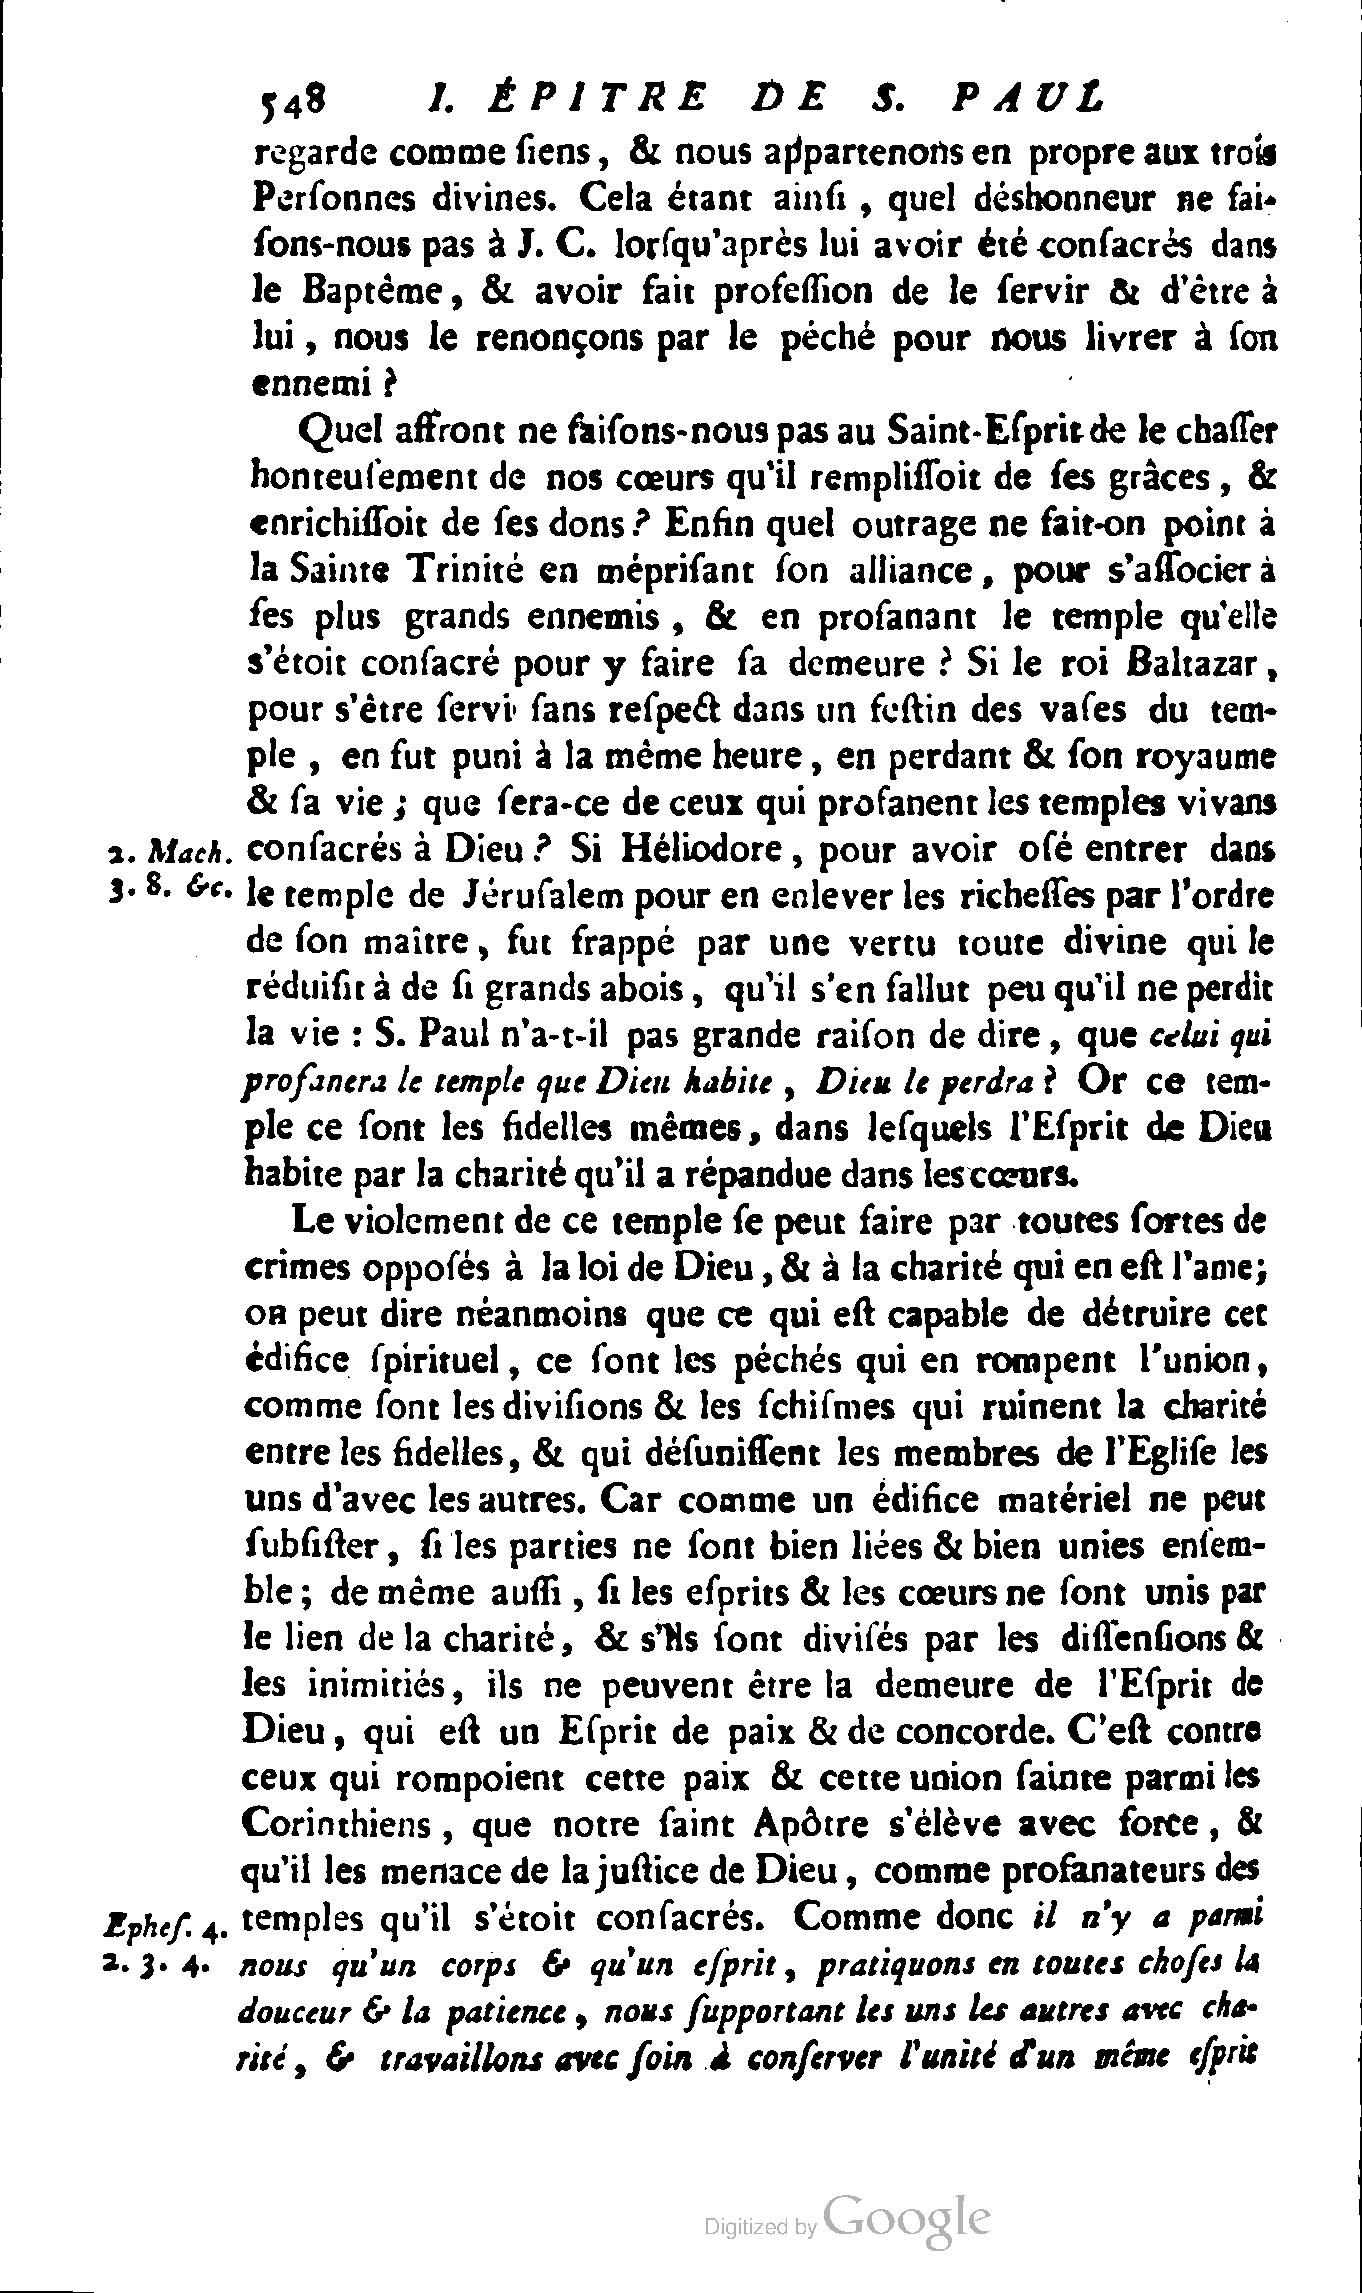 548 I. ÉPITRE DE S. PAUL
regarde comme ſiens, & nous appartenons en propre aux trois
Perſonnes divines. Cela étant ainſi, quel déshonneur ne fai-
ſons-nous pas à J. C. lorſqu'après lui avoir été conſacrés dans
le Baptême, & avoir fait profeſſion de le ſervir & d'être à
lui, nous le renonçons par le péché pour nous livrer à ſon
ennemi?
Quel affront ne faiſons-nous pas au Saint-Eſprit de le chaſſer
honteuſement de nos cœurs qu'il rempliſſoit de ſes grâces, &
enrichiſſoit de ſes dons? Enfin quel outrage ne fait-on point à
la Sainte Trinité en mépriſant ſon alliance, pour s'aſſocier à
ſes plus grands ennemis, & en profanant le temple qu'elle
s'étoit conſacré pour y faire ſa demeure? Si le roi Baltazar,
pour s'être ſervi ſans reſpect dans un feſtin des vaſes du tem-
ple, en fut puni à la même heure, en perdant & ſon royaume
& ſa vie; que ſera-ce de ceux qui profanent les temples vivans
2. Mach. conſacrés à Dieu? Si Héliodore, pour avoir oſé entrer dans
3. 8. &c. le temple de Jéruſalem pour en enlever les richeſſes par l'ordre
de ſon maître, fut frappé par une vertu toute divine qui le
réduiſit à de ſi grands abois, qu'il s'en fallut peu qu'il ne perdît
la vie : S. Paul n'a-t-il pas grande raiſon de dire, que celui qui
profanera le temple que Dieu habite, Dieu le perdra? Or ce tem-
ple ce ſont les fidelles mêmes, dans leſquels l'Eſprit de Dieu
habite par la charité qu'il a répandue dans les cœurs.
Le violement de ce temple ſe peut faire par toutes ſortes de
crimes oppoſés à la loi de Dieu, & à la charité qui en eſt l'ame;
on peut dire néanmoins que ce qui eſt capable de détruire cet
édifice ſpirituel, ce ſont les péchés qui en rompent l'union,
comme ſont les diviſions & les ſchiſmes qui ruinent la charité
entre les fidelles, & qui déſuniſſent les membres de l'Egliſe les
uns d'avec les autres. Car comme un édifice matériel ne peut
ſubſiſter, ſi les parties ne ſont bien liées & bien unies enſem-
ble; de même auſſi, ſi les eſprits & les cœurs ne ſont unis par
le lien de la charité, & s'ils ſont diviſés par les diſſenſions &
les inimitiés, ils ne peuvent être la demeure de l'Eſprit de
Dieu, qui eſt un Eſprit de paix & de concorde. C'eſt contre
ceux qui rompoient cette paix & cette union ſainte parmi les
Corinthiens, que notre ſaint Apôtre s'élève avec force, &
qu'il les menace de la juſtice de Dieu, comme profanateurs des
Epheſ. 4. temples qu'il s'étoit conſacrés. Comme donc il n'y a parmi
2. 3. 4. nous qu'un corps & qu'un eſprit, pratiquons en toutes choſes la
douceur & la patience, nous ſupportant les uns les autres avec cha-
rité, & travaillons avec ſoin à conſerver l'unité d'un même eſprit
Digitized by Google